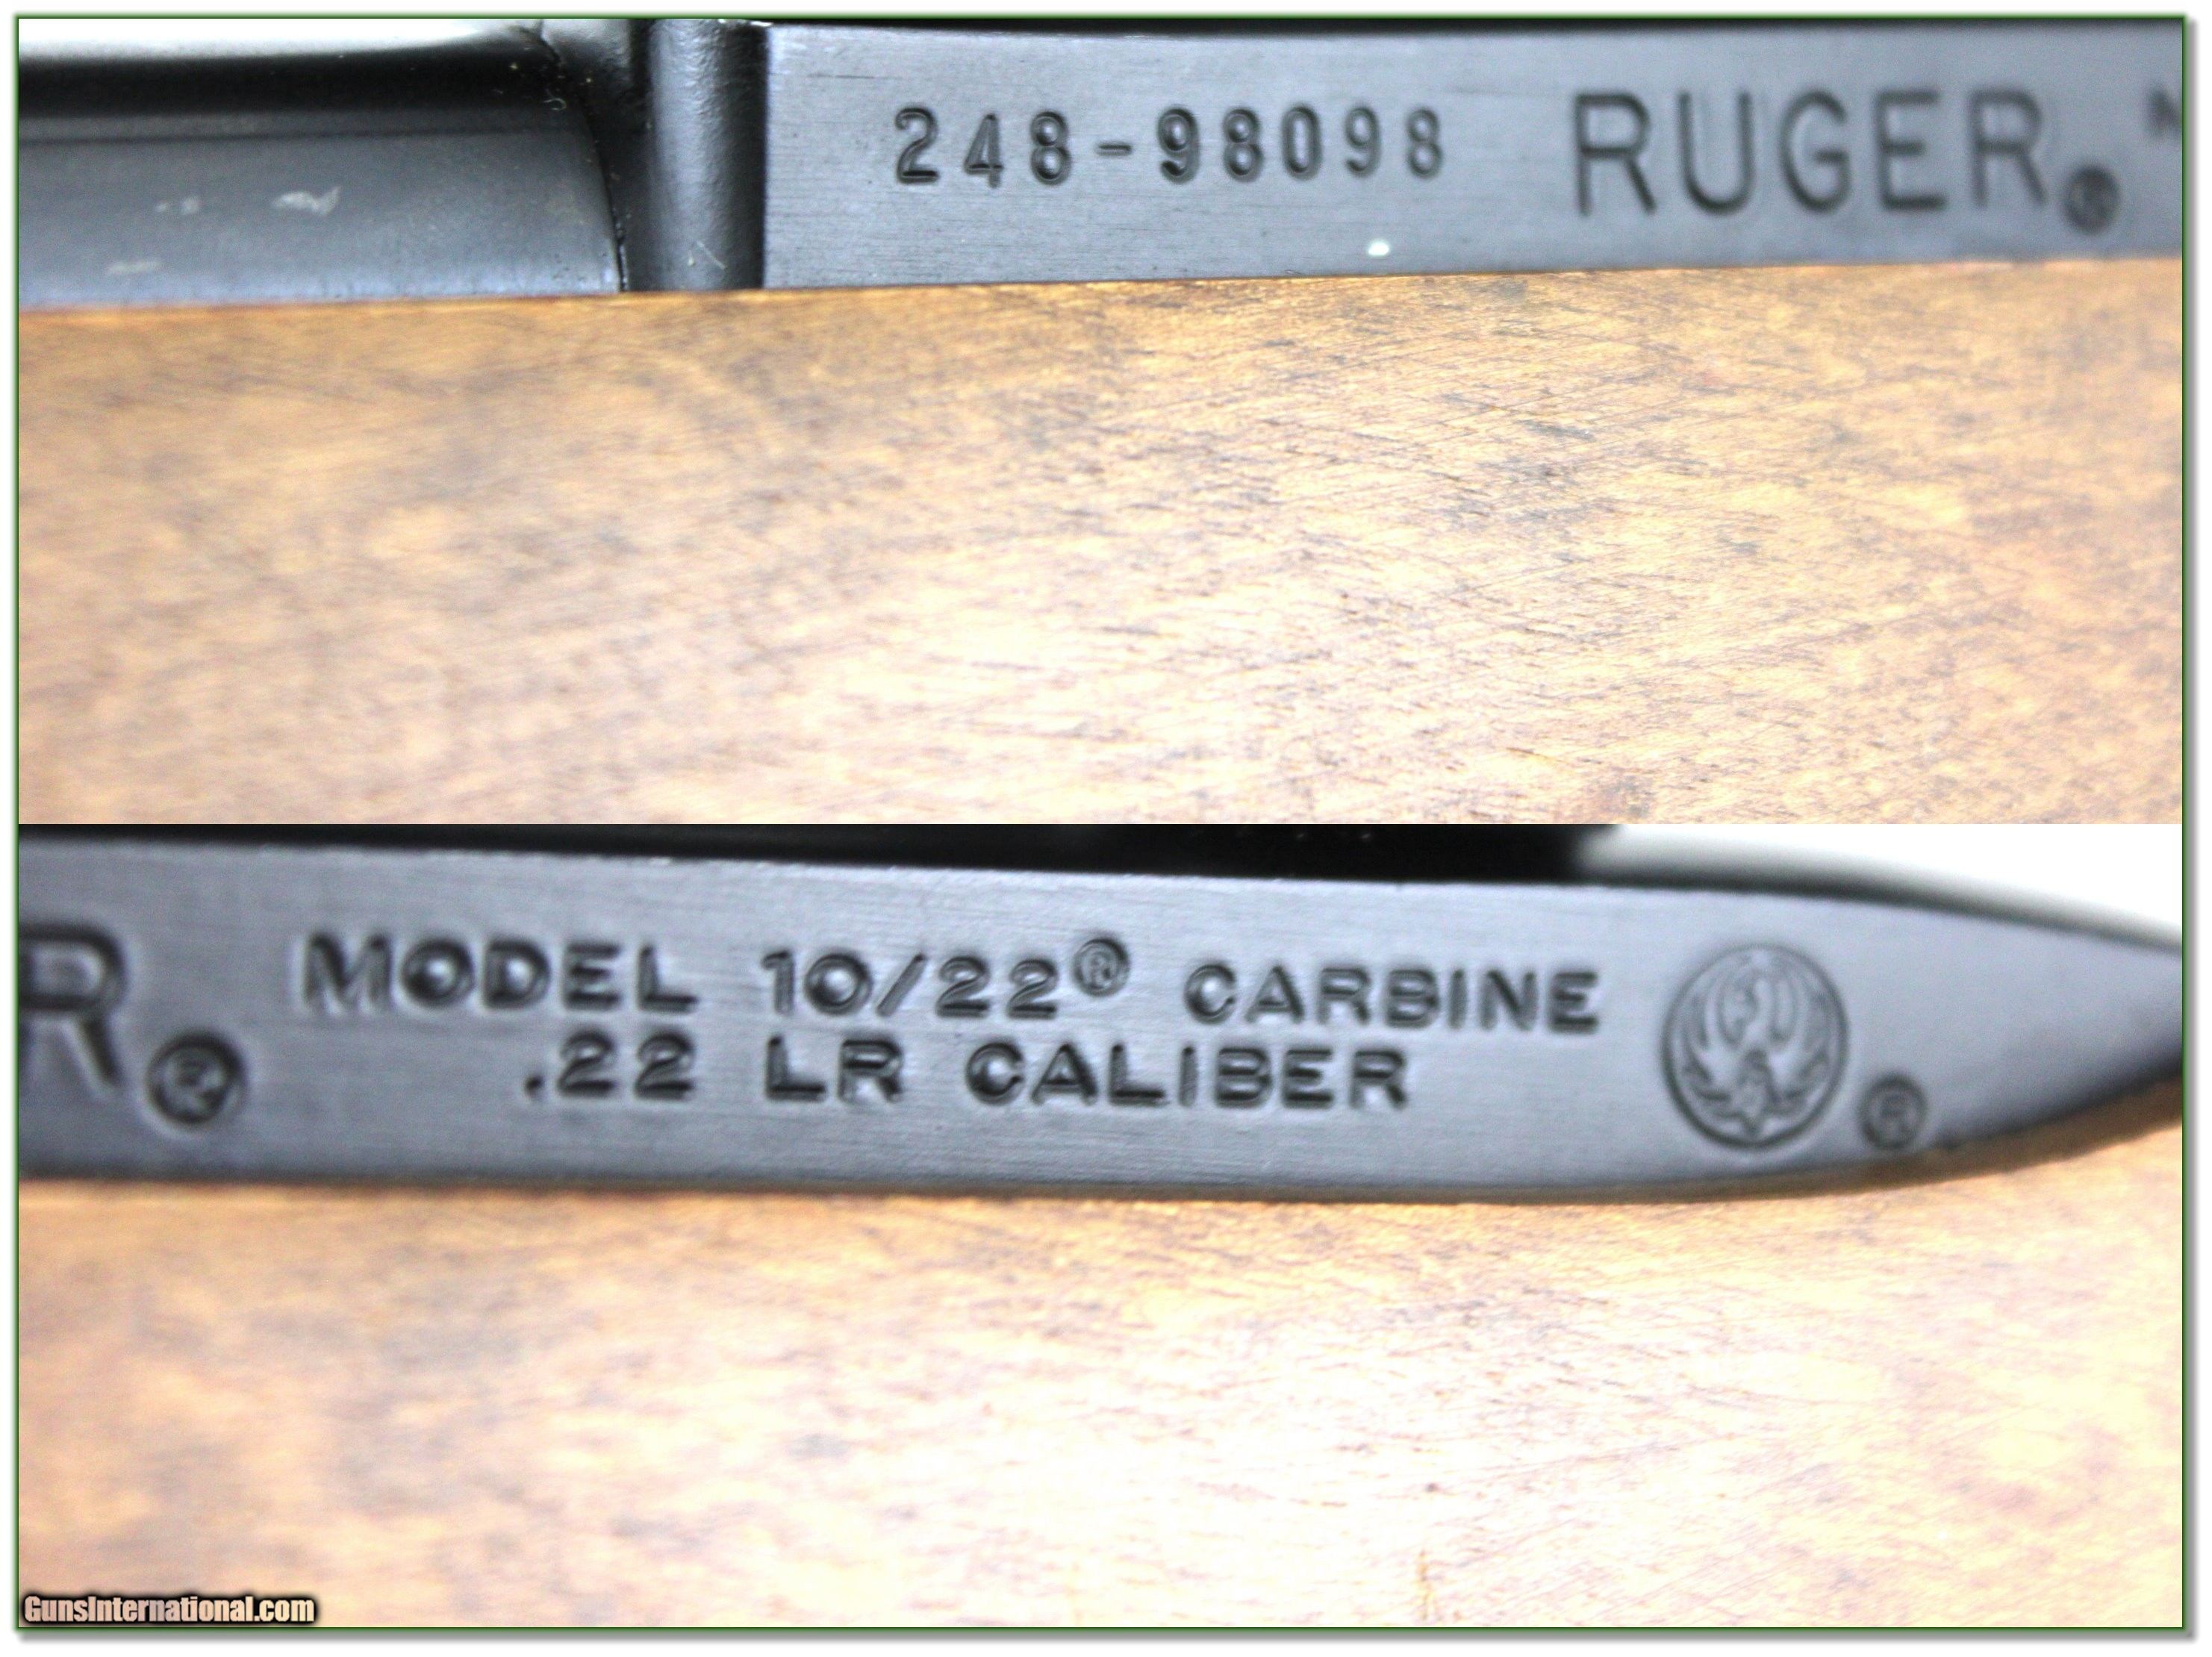 248-98098 RUGER®
R® MODEL 10/22® CARBINE ®
.22 LR CALIBER
GunsInternational.com